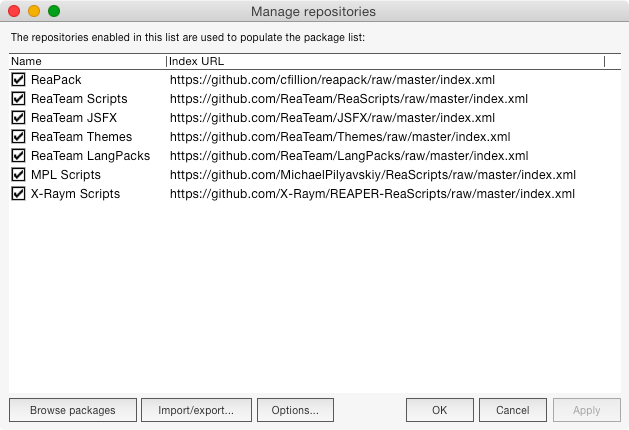 Manage repositories
The repositories enabled in this list are used to populate the package list:
Name Index URL
ReaPack https://github.com/cfillion/reapack/raw/master/index.xml
ReaTeam Scripts https://github.com/ReaTeam/ReaScripts/raw/master/index.xml
ReaTeam JSFX https://github.com/ReaTeam/JSFX/raw/master/index.xml
ReaTeam Themes https://github.com/ReaTeam/Themes/raw/master/index.xml
ReaTeam LangPacks https://github.com/ReaTeam/LangPacks/raw/master/index.xml
MPL Scripts https://github.com/MichaelPilyavskiy/ReaScripts/raw/master/index.xml
X-Raym Scripts https://github.com/X-Raym/REAPER-ReaScripts/raw/master/index.xml
Browse packages Import/export... Options... OK Cancel Apply